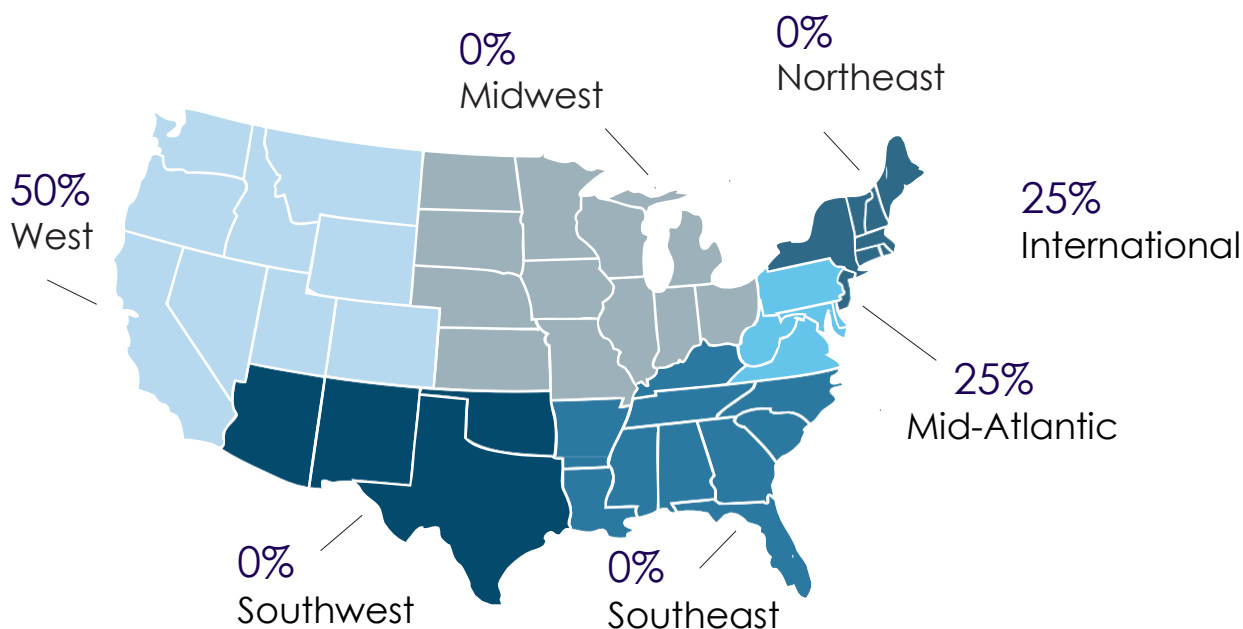 0%
Midwest
0%
Northeast
50%
West
25%
International
25%
Mid-Atlantic
0%
Southwest
0%
Southeast